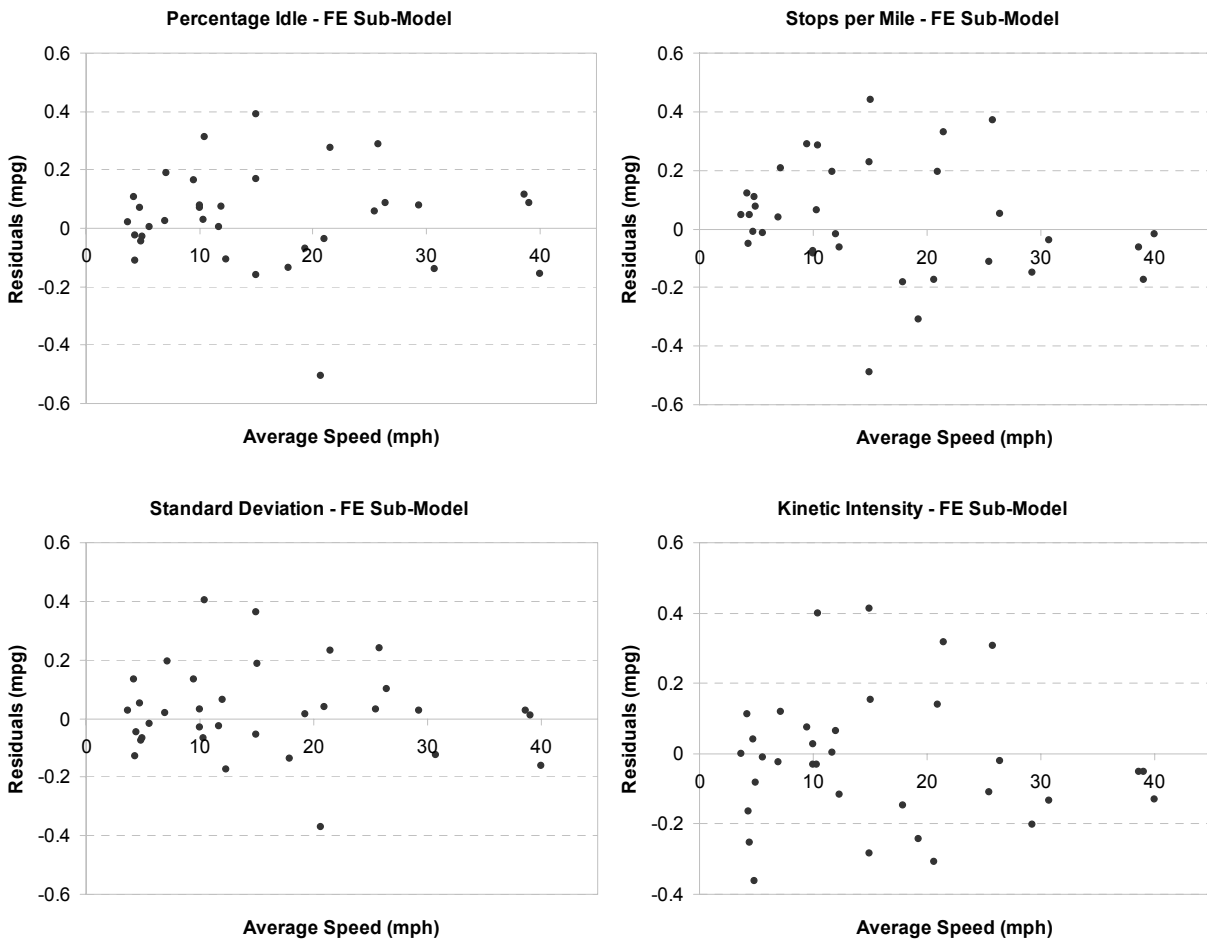 Percentage Idle - FE Sub-Model
0.6
0.4
0.2
0
-0.2
-0.4
-0.6
0 10 20 30 40
Residuals (mpg)
Average Speed (mph)
Stops per Mile - FE Sub-Model
0.6
0.4
0.2
0
-0.2
-0.4
-0.6
0 10 20 30 40
Residuals (mpg)
Average Speed (mph)
Standard Deviation - FE Sub-Model
0.6
0.4
0.2
0
-0.2
-0.4
-0.6
0 10 20 30 40
Residuals (mpg)
Average Speed (mph)
Kinetic Intensity - FE Sub-Model
0.6
0.4
0.2
0
-0.2
-0.4
0 10 20 30 40
Residuals (mpg)
Average Speed (mph)